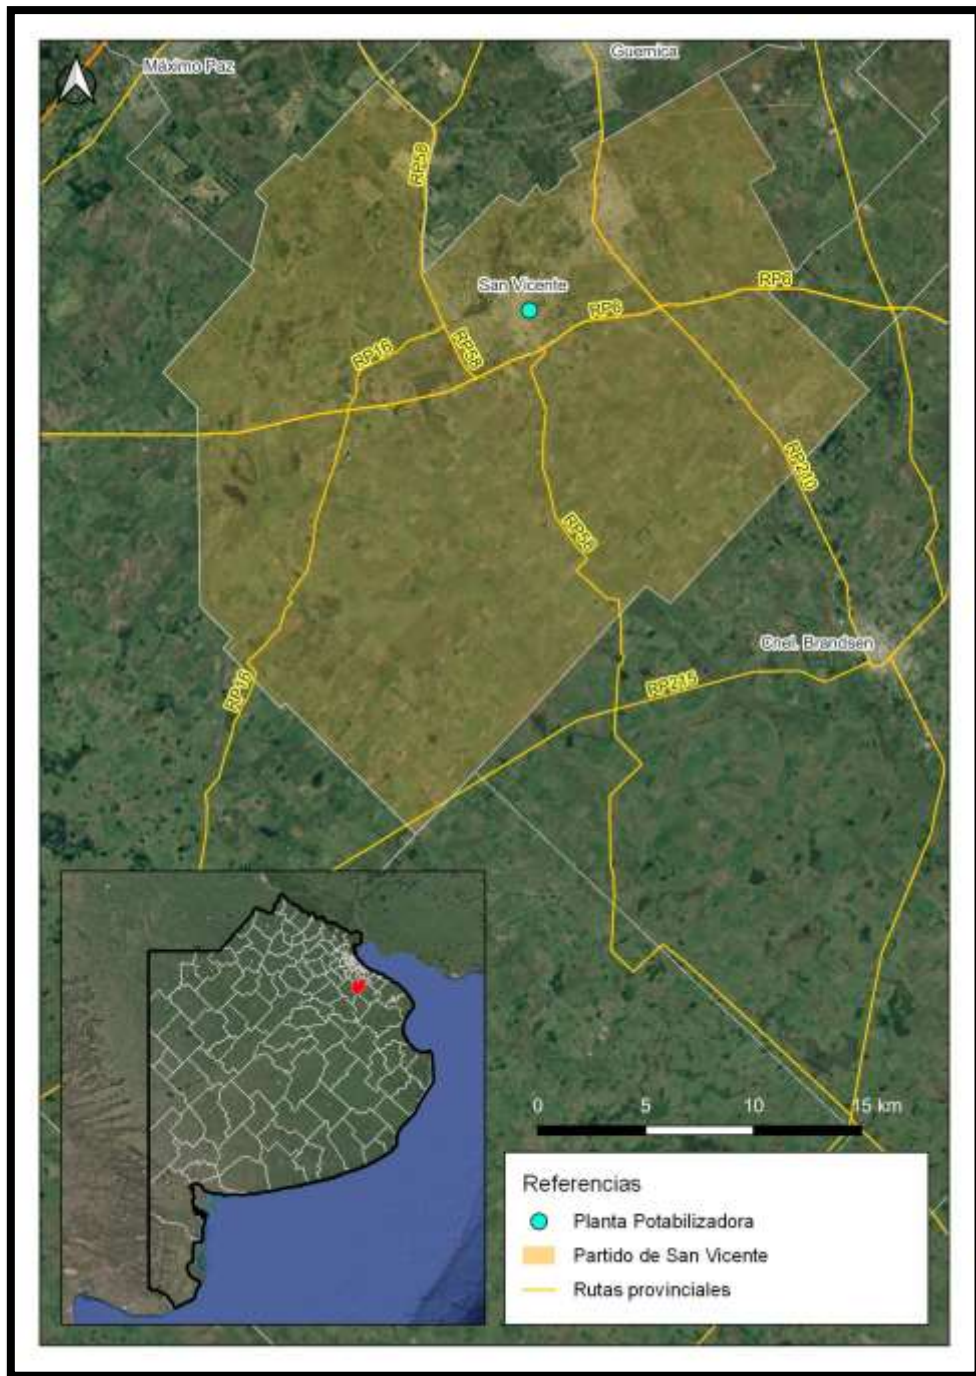 Máximo Paz
Guernica
RP58
San Vicente
RP6
RP6
RP16
RP58
RP210
RP56
Cnel. Brandsen
RP16
RP215
0 5 10 15 km
Referencias
Planta Potabilizadora
Partido de San Vicente
Rutas provinciales